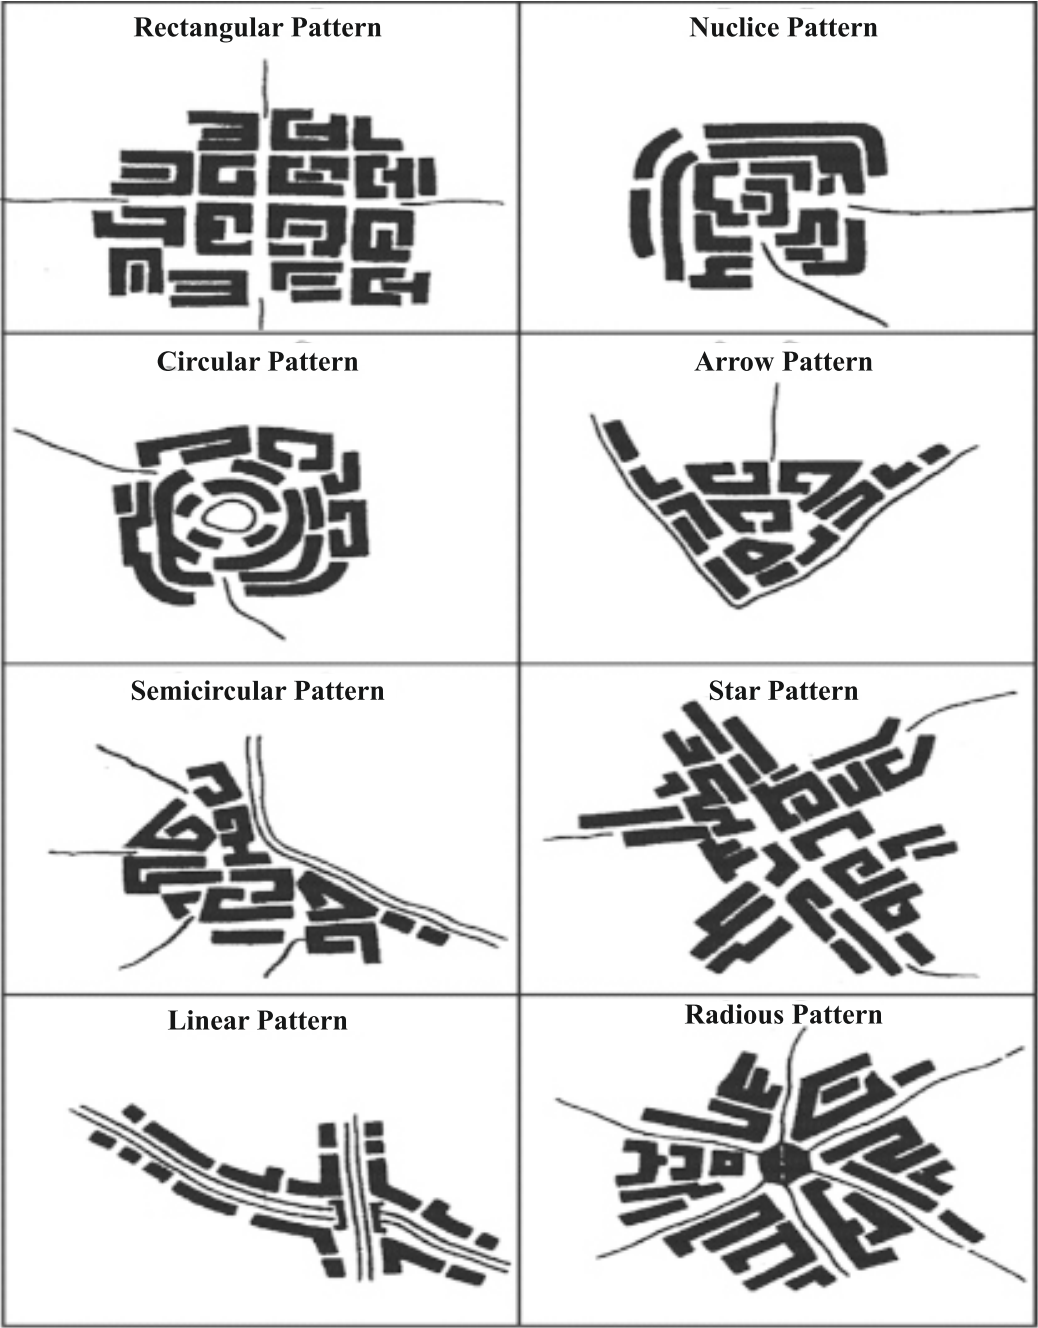 Rectangular Pattern
Nuclice Pattern
Circular Pattern
Arrow Pattern
Semicircular Pattern
Star Pattern
Linear Pattern
Radious Pattern